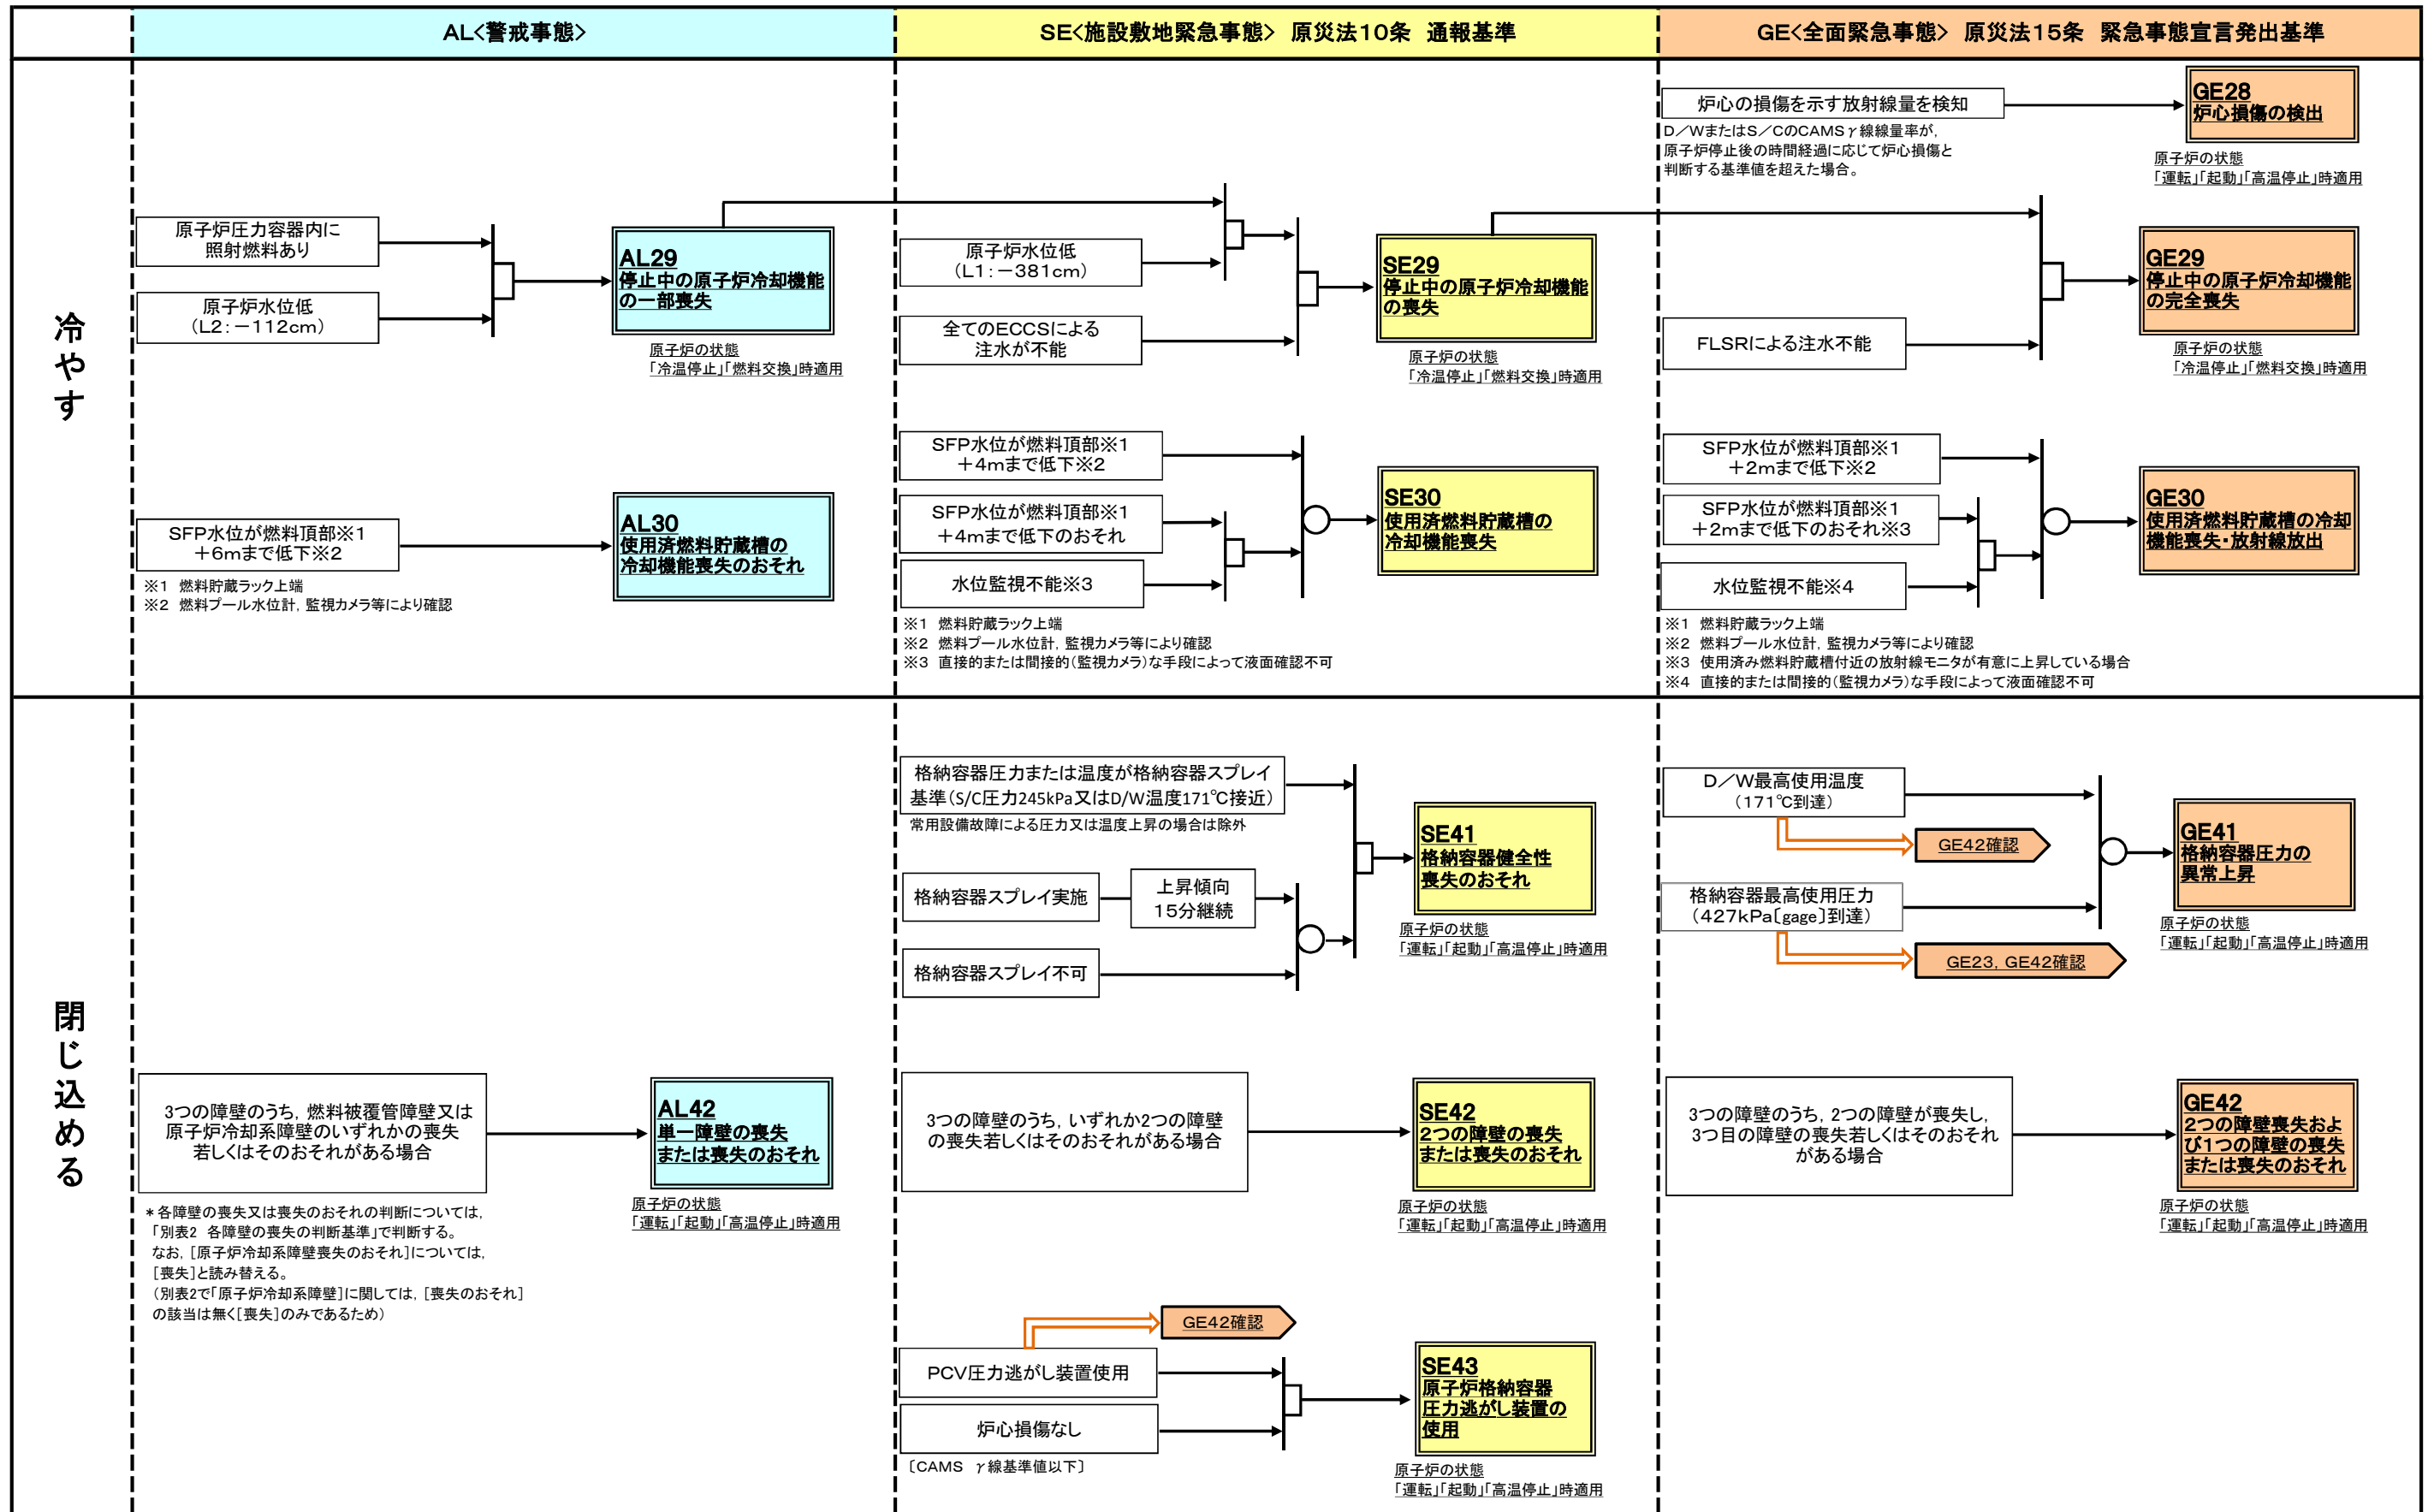 AL<警戒事態>
SE<施設敷地緊急事態> 原災法10条 通報基準
GE<全面緊急事態> 原災法15条 緊急事態宣言発出基準
冷やす
原子炉圧力容器内に
照射燃料あり
原子炉水位低
(L2:-112cm)
AL29
停止中の原子炉冷却機能
の一部喪失
原子炉の状態
「冷温停止」「燃料交換」時適用
SFP水位が燃料頂部※1
+6mまで低下※2
※1 燃料貯蔵ラック上端
※2 燃料プール水位計,監視カメラ等により確認
AL30
使用済燃料貯蔵槽の
冷却機能喪失のおそれ
原子炉水位低
(L1:-381cm)
全てのECCSによる
注水が不能
SE29
停止中の原子炉冷却機能
の喪失
原子炉の状態
「冷温停止」「燃料交換」時適用
SFP水位が燃料頂部※1
+4mまで低下※2
SFP水位が燃料頂部※1
+4mまで低下のおそれ
水位監視不能※3
※1 燃料貯蔵ラック上端
※2 燃料プール水位計,監視カメラ等により確認
※3 直接的または間接的(監視カメラ)な手段によって液面確認不可
SE30
使用済燃料貯蔵槽の
冷却機能喪失
炉心の損傷を示す放射線量を検知
D/WまたはS/CのCAMSγ線線量率が,
原子炉停止後の時間経過に応じて炉心損傷と
判断する基準値を超えた場合。
GE28
炉心損傷の検出
原子炉の状態
「運転」「起動」「高温停止」時適用
FLSRによる注水不能
GE29
停止中の原子炉冷却機能
の完全喪失
原子炉の状態
「冷温停止」「燃料交換」時適用
SFP水位が燃料頂部※1
+2mまで低下※2
SFP水位が燃料頂部※1
+2mまで低下のおそれ※3
水位監視不能※4
※1 燃料貯蔵ラック上端
※2 燃料プール水位計,監視カメラ等により確認
※3 使用済み燃料貯蔵槽付近の放射線モニタが有意に上昇している場合
※4 直接的または間接的(監視カメラ)な手段によって液面確認不可
GE30
使用済燃料貯蔵槽の冷却
機能喪失・放射線放出
閉じ込める
3つの障壁のうち,燃料被覆管障壁又は
原子炉冷却系障壁のいずれかの喪失
若しくはそのおそれがある場合
*各障壁の喪失又は喪失のおそれの判断については,
「別表2 各障壁の喪失の判断基準」で判断する。
なお,[原子炉冷却系障壁喪失のおそれ]については,
[喪失]と読み替える。
(別表2で「原子炉冷却系障壁]に関しては,[喪失のおそれ]
の該当は無く[喪失]のみであるため)
AL42
単一障壁の喪失
または喪失のおそれ
原子炉の状態
「運転」「起動」「高温停止」時適用
格納容器圧力または温度が格納容器スプレイ
基準(S/C圧力245kPa又はD/W温度171℃接近)
常用設備故障による圧力又は温度上昇の場合は除外
格納容器スプレイ実施
上昇傾向
15分継続
格納容器スプレイ不可
SE41
格納容器健全性
喪失のおそれ
原子炉の状態
「運転」「起動」「高温停止」時適用
3つの障壁のうち,いずれか2つの障壁
の喪失若しくはそのおそれがある場合
SE42
2つの障壁の喪失
または喪失のおそれ
原子炉の状態
「運転」「起動」「高温停止」時適用
GE42確認
PCV圧力逃がし装置使用
炉心損傷なし
〔CAMS γ線基準値以下〕
SE43
原子炉格納容器
圧力逃がし装置の
使用
原子炉の状態
「運転」「起動」「高温停止」時適用
D/W最高使用温度
(171℃到達)
GE42確認
格納容器最高使用圧力
(427kPa〔gage〕到達)
GE23,GE42確認
GE41
格納容器圧力の
異常上昇
原子炉の状態
「運転」「起動」「高温停止」時適用
3つの障壁のうち,2つの障壁が喪失し,
3つ目の障壁の喪失若しくはそのおそれ
がある場合
GE42
2つの障壁喪失およ
び1つの障壁の喪失
または喪失のおそれ
原子炉の状態
「運転」「起動」「高温停止」時適用